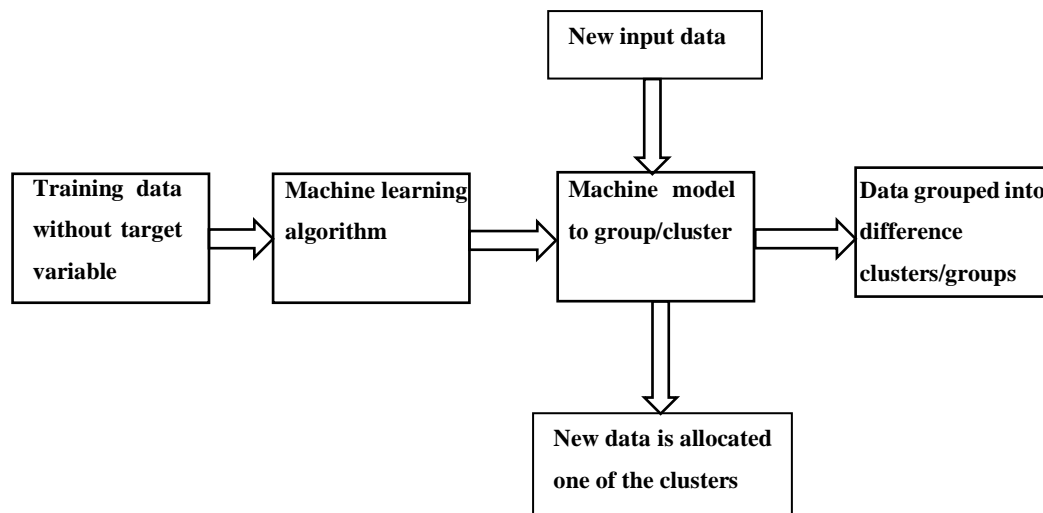 New input data
Training data
without target
variable
Machine learning
algorithm
Machine model
to group/cluster
Data grouped into
difference
clusters/groups
New data is allocated
one of the clusters